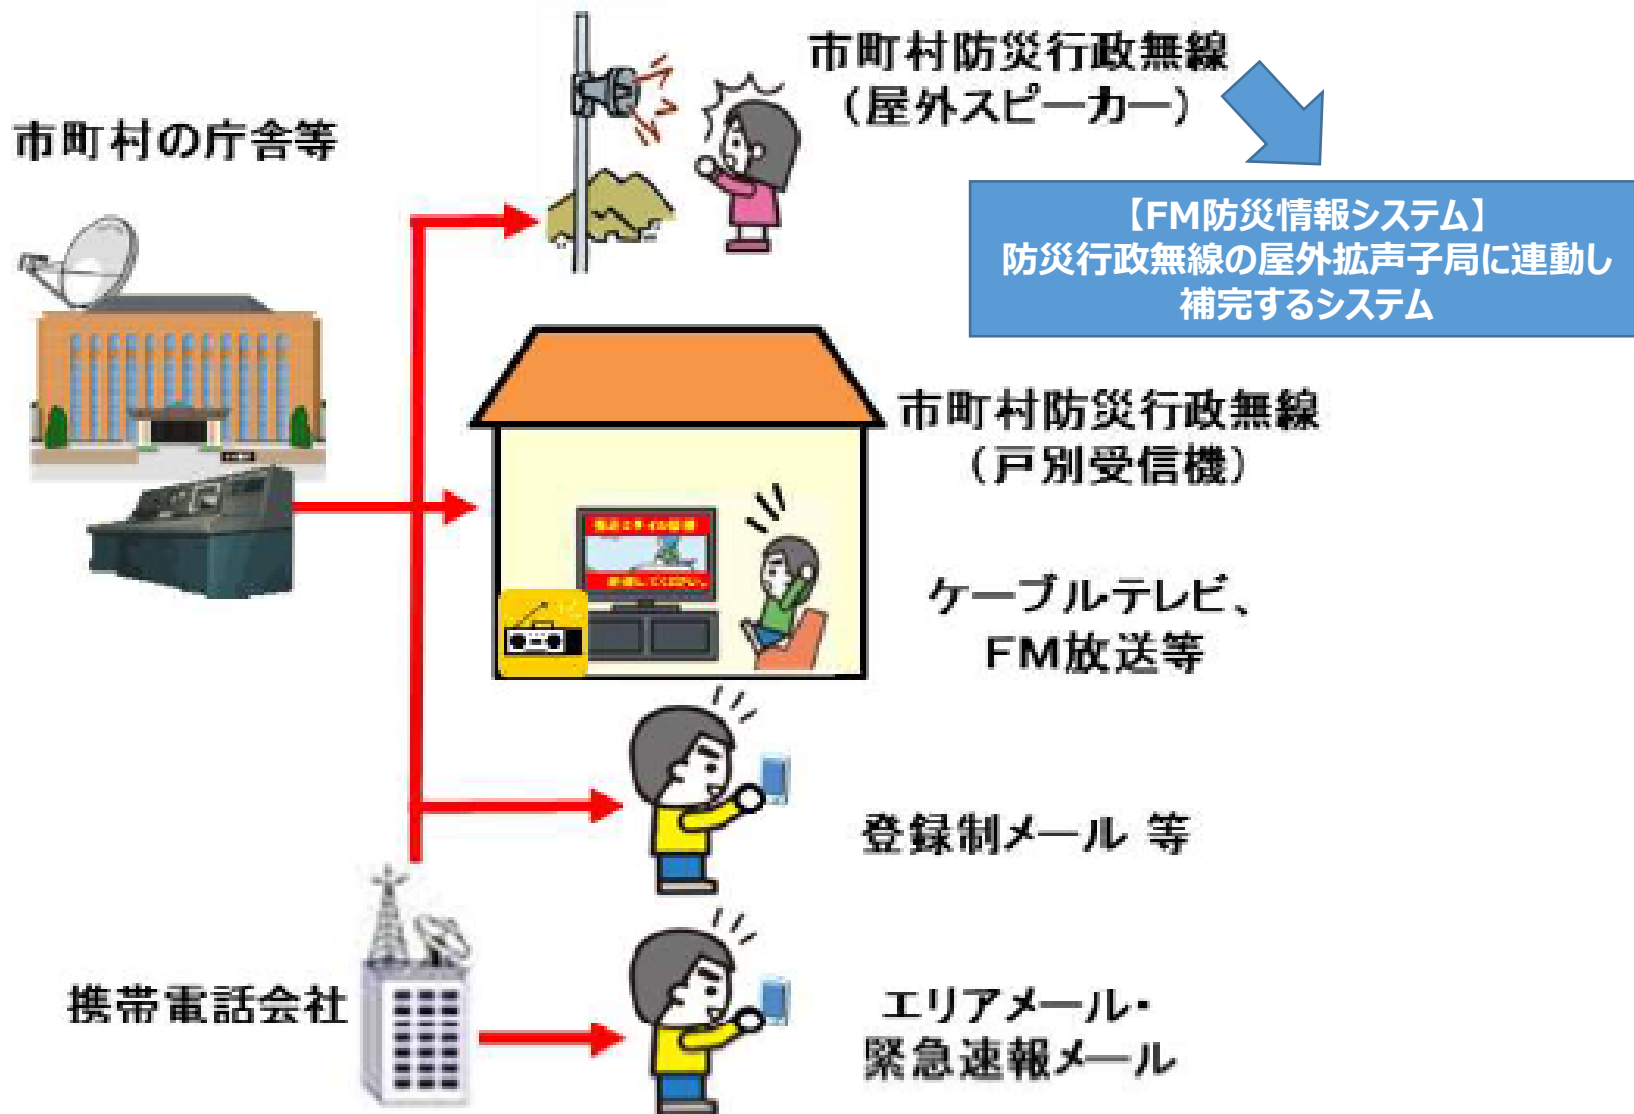 市町村防災行政無線
（屋外スピーカー）
市町村の庁舎等
【FM防災情報システム】
防災行政無線の屋外拡声子局に連動し
補完するシステム
市町村防災行政無線
（戸別受信機）
ケーブルテレビ、
FM放送等
登録制メール 等
携帯電話会社
エリアメール・
緊急速報メール